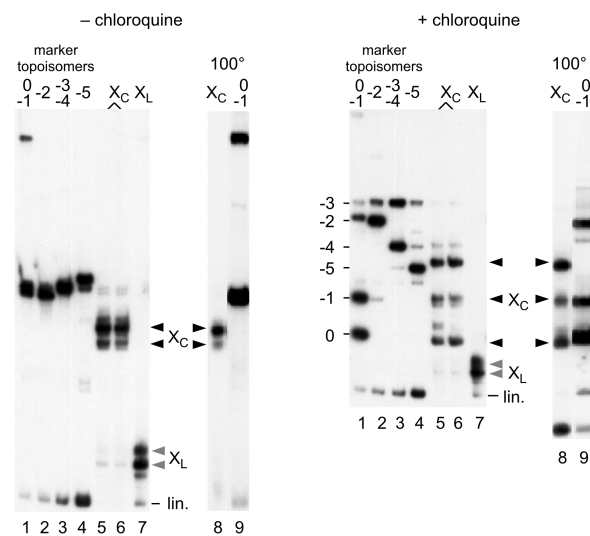 – chloroquine
marker
topoisomers
100°
0 -1 -2 -3 -4 -5 X_C X_L
X_C 0 -1
X_C
X_L
lin.
1 2 3 4 5 6 7 8 9
+ chloroquine
marker
topoisomers
100°
0 -1 -2 -3 -4 -5 X_C X_L
X_C 0 -1
-3
-2
-4
-5
-1
X_C
0
X_L
lin.
1 2 3 4 5 6 7
8 9